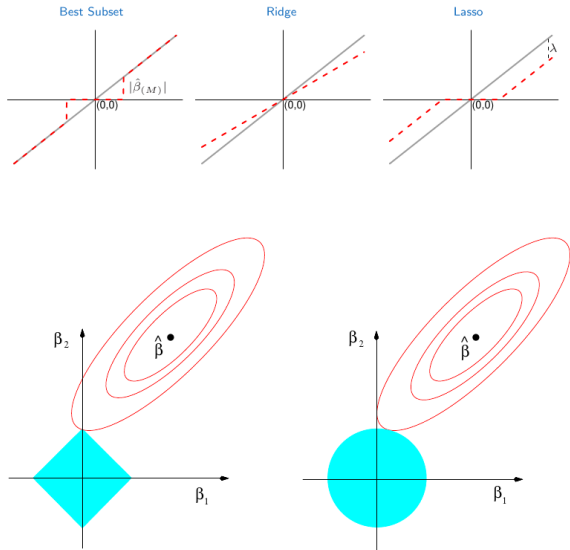 Best Subset
Ridge
Lasso
|β̂(M)|
(0,0)
(0,0)
(0,0)
λ
β2
β̂
β1
β2
β̂
β1